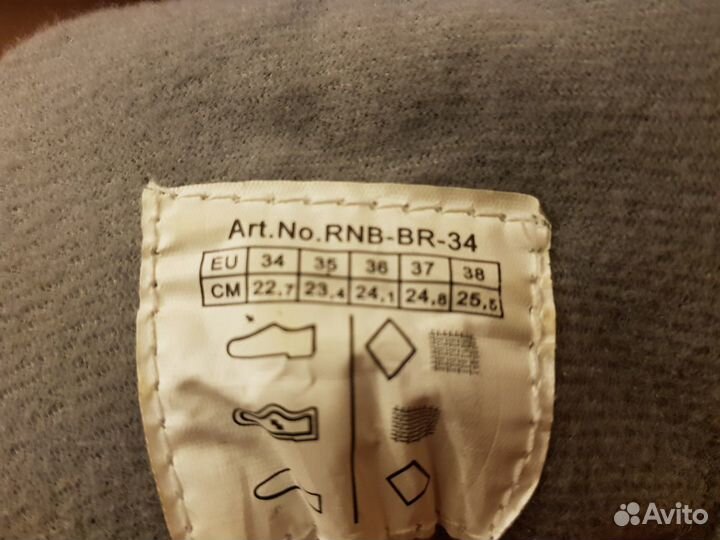 Art.No.RNB-BR-34
EU 34 35 36 37 38
CM 22.7 23.4 24.1 24.8 25.5
Avito